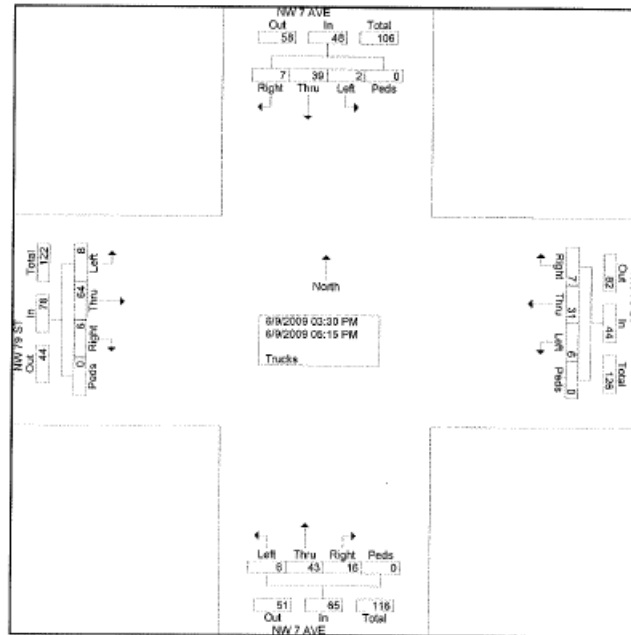 NW 7 AVE
Out In Total
58 48 106
7 39 2 0
Right Thru Left Peds
Total In Out
122 78 44
8 64 6 0
Left Thru Right Peds
NW 79 ST
North
6/9/2009 03:30 PM
6/9/2009 05:15 PM
Trucks
Right Thru Left Peds
7 31 6 0
82 44 126
Out In Total
Left Thru Right Peds
6 43 16 0
51 65 116
Out In Total
NW 7 AVE